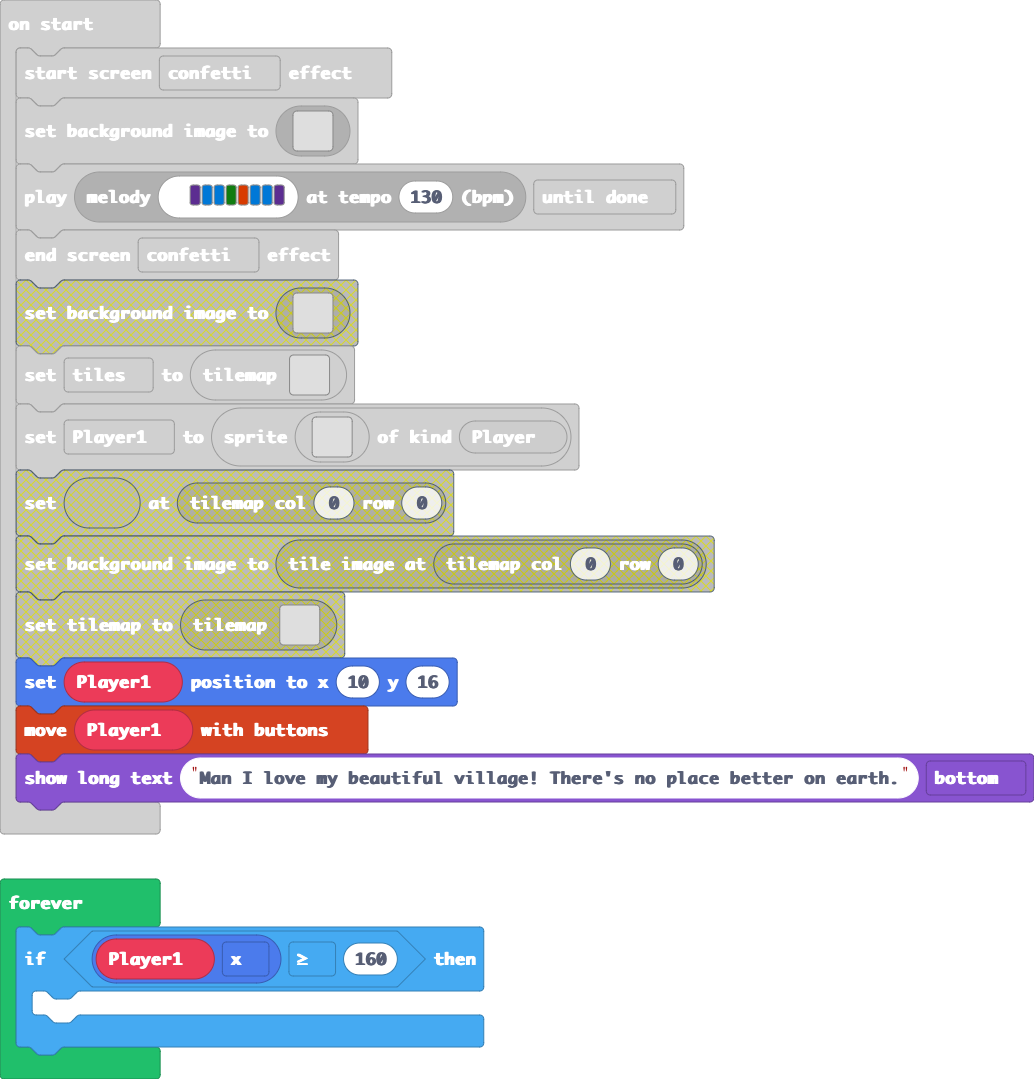 on start
start screen confetti effect
set background image to
play melody at tempo 130 (bpm) until done
end screen confetti effect
set background image to
set tiles to tilemap
set Player1 to sprite of kind Player
set at tilemap col 0 row 0
set background image to tile image at tilemap col 0 row 0
set tilemap to tilemap
set Player1 position to x 10 y 16
move Player1 with buttons
show long text "Man I love my beautiful village! There's no place better on earth." bottom
forever
if Player1 x ≥ 160 then